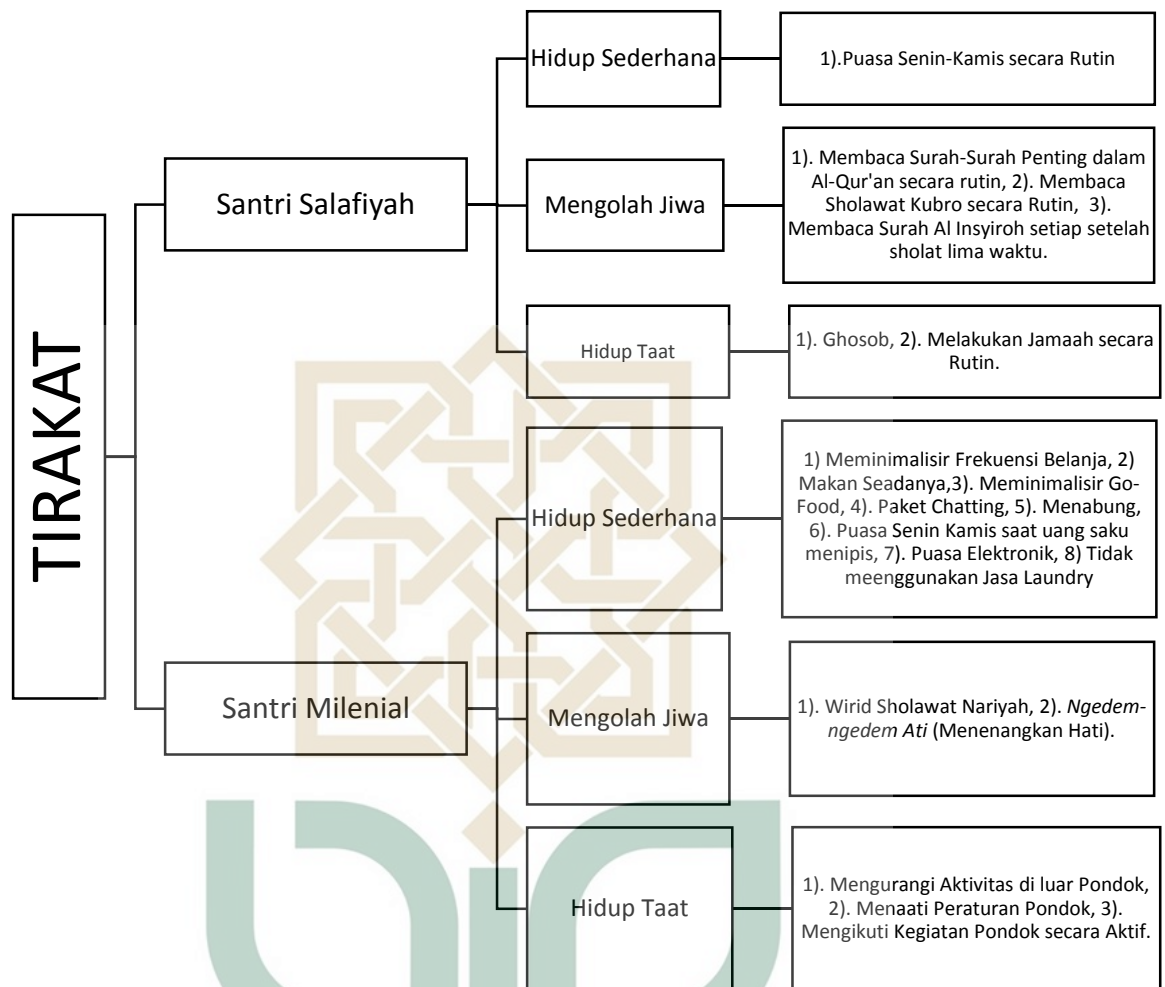 TIRAKAT
Santri Salafiyah
Hidup Sederhana
1).Puasa Senin-Kamis secara Rutin
Mengolah Jiwa
1). Membaca Surah-Surah Penting dalam
Al-Qur'an secara rutin, 2). Membaca
Sholawat Kubro secara Rutin, 3).
Membaca Surah Al Insyiroh setiap setelah
sholat lima waktu.
Hidup Taat
1). Ghosob, 2). Melakukan Jamaah secara
Rutin.
Santri Milenial
Hidup Sederhana
1) Meminimalisir Frekuensi Belanja, 2)
Makan Seadanya,3). Meminimalisir Go-
Food, 4). Paket Chatting, 5). Menabung,
6). Puasa Senin Kamis saat uang saku
menipis, 7). Puasa Elektronik, 8) Tidak
meenggunakan Jasa Laundry
Mengolah Jiwa
1). Wirid Sholawat Nariyah, 2). Ngedem-
ngedem Ati (Menenangkan Hati).
Hidup Taat
1). Mengurangi Aktivitas di luar Pondok,
2). Menaati Peraturan Pondok, 3).
Mengikuti Kegiatan Pondok secara Aktif.